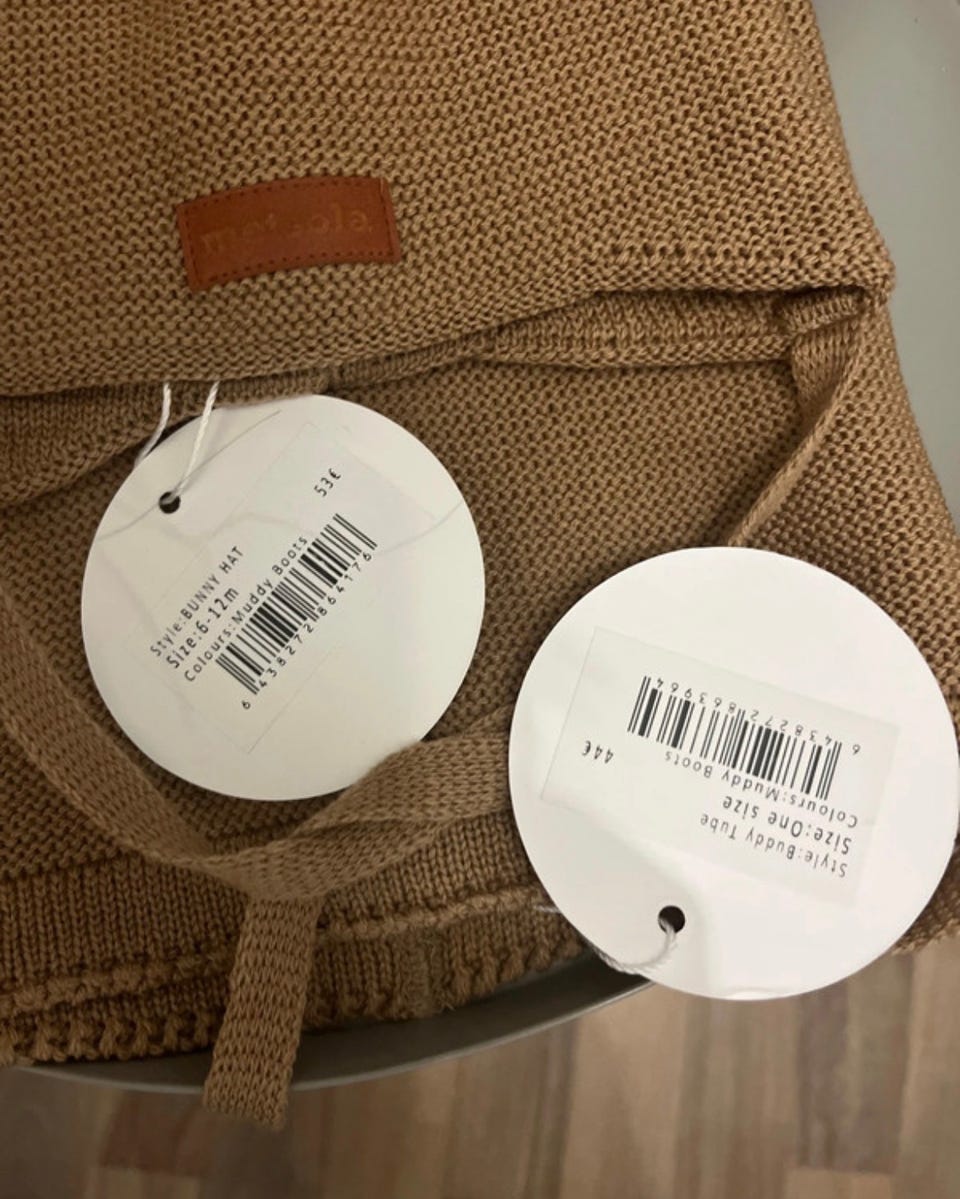 Style:BUNNY HAT
Size:6-12m
Colours:Muddy Boots
53€
6 438272 864176
Style:Buddy Tube
Size:One size
Colours:Muddy Boots
44€
6 438272 863964